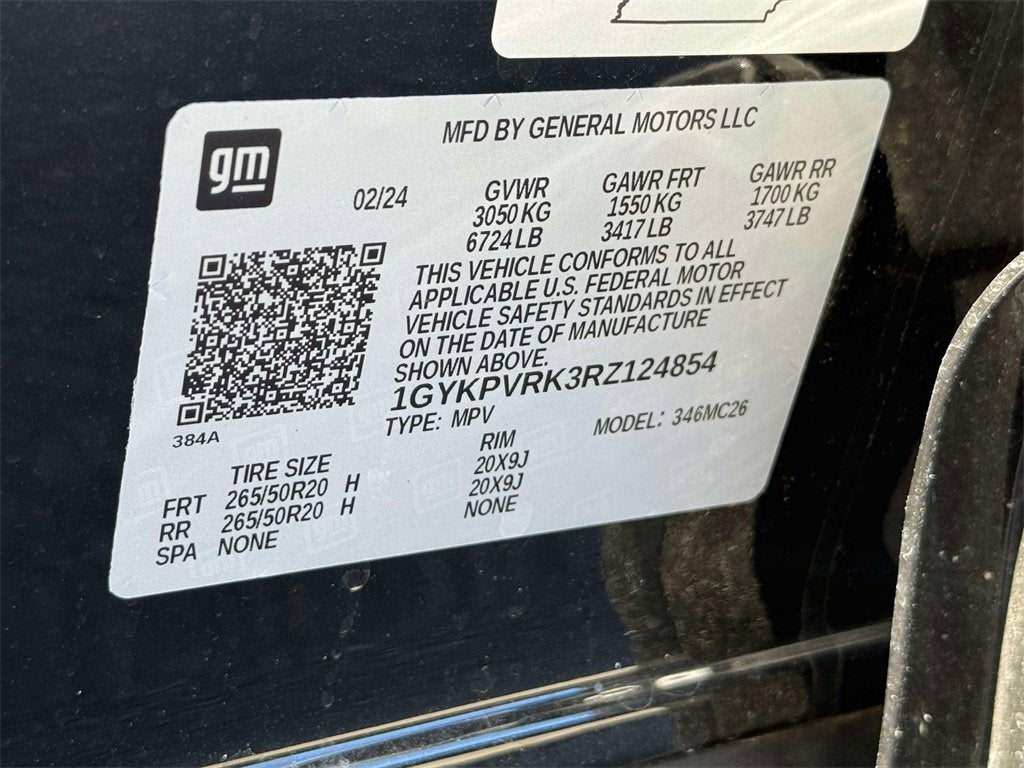 gm
MFD BY GENERAL MOTORS LLC
02/24
GVWR GAWR FRT GAWR RR
3050 KG 1550 KG 1700 KG
6724 LB 3417 LB 3747 LB
THIS VEHICLE CONFORMS TO ALL
APPLICABLE U.S. FEDERAL MOTOR
VEHICLE SAFETY STANDARDS IN EFFECT
ON THE DATE OF MANUFACTURE
SHOWN ABOVE.
1GYKPVRK3RZ124854
TYPE: MPV MODEL: 346MC26
384A
TIRE SIZE RIM
FRT 265/50R20 H 20X9J
RR 265/50R20 H 20X9J
SPA NONE NONE